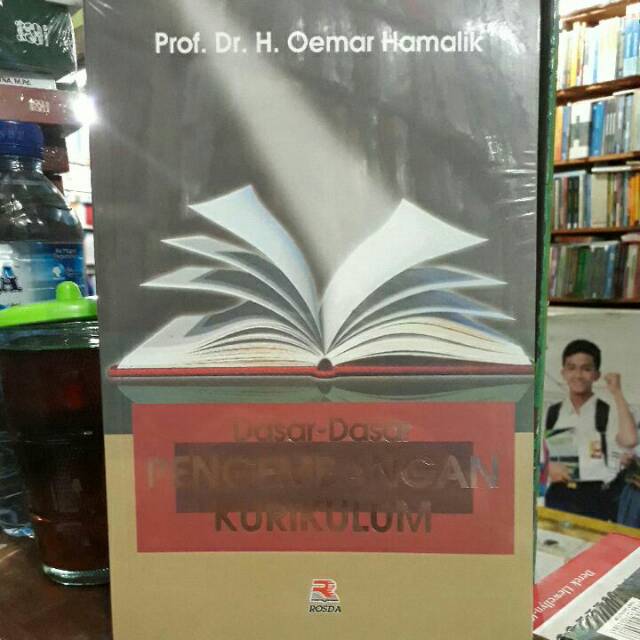 Prof. Dr. H. Oemar Hamalik
Dasar-Dasar
PENGEMBANGAN
KURIKULUM
ROSDA